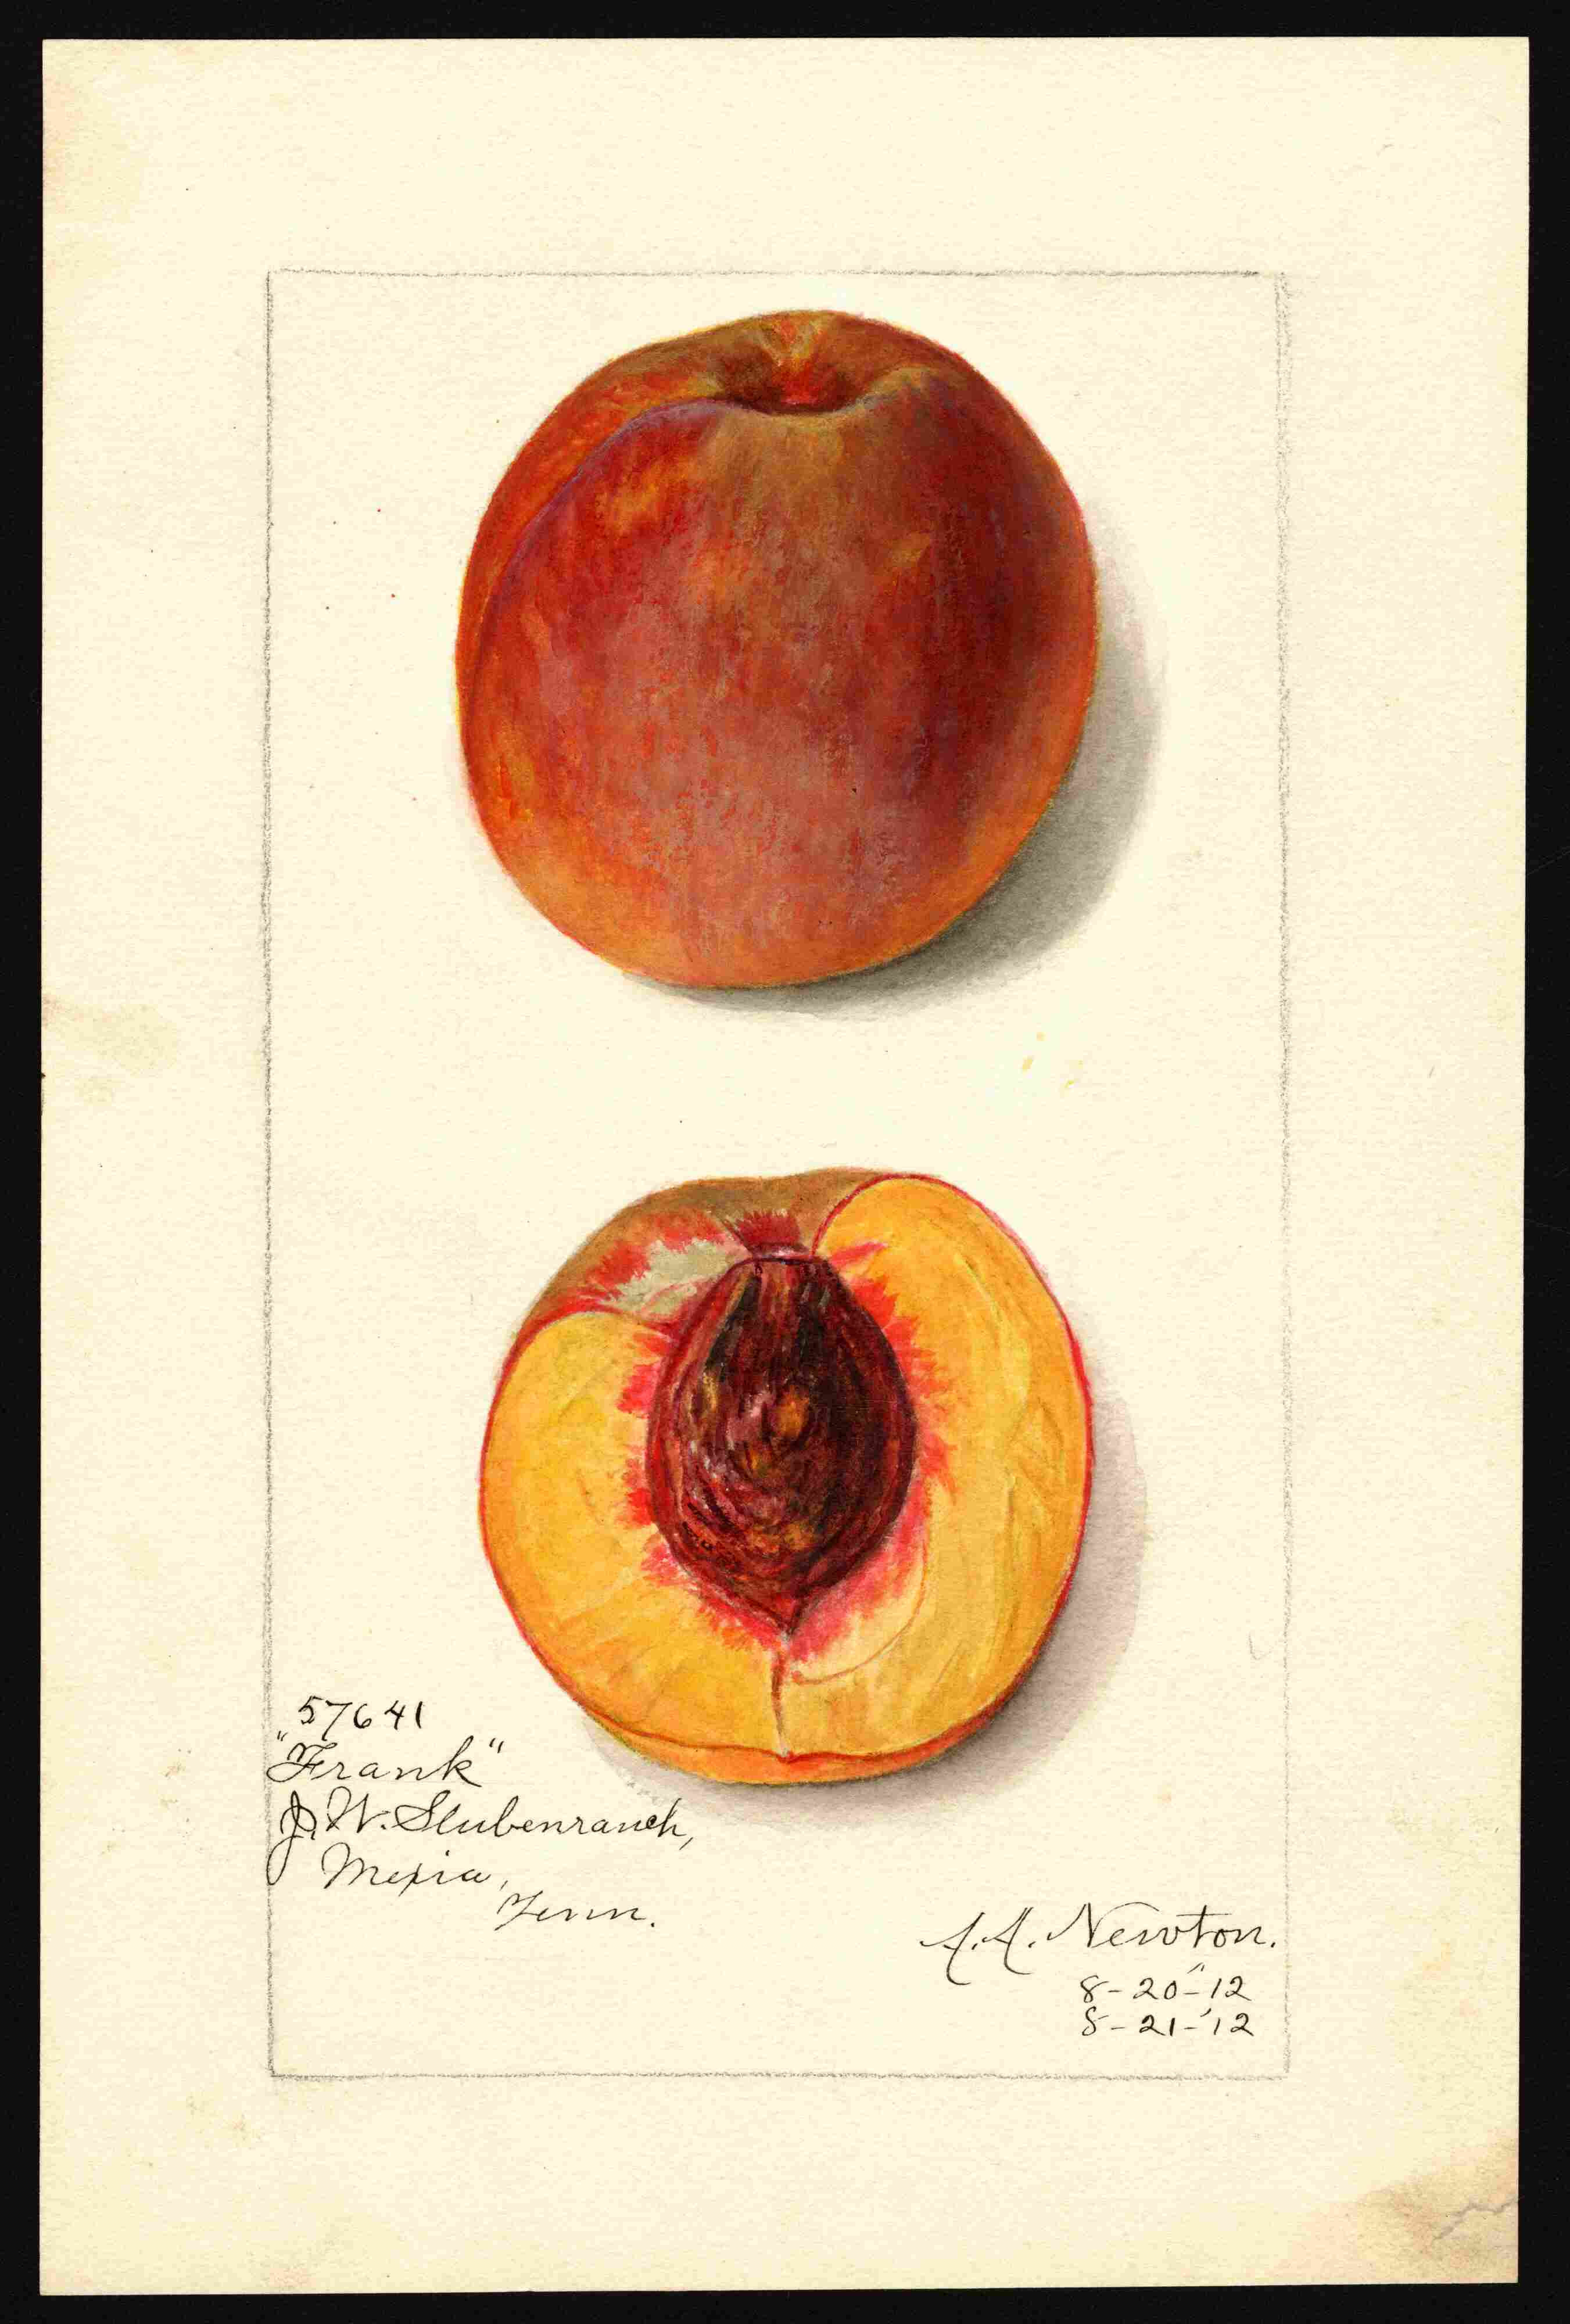 57641
"Frank"
J. W. Stubenrauch,
Mexia,
Tenn.
A. A. Newton.
8-20-'12
8-21-'12